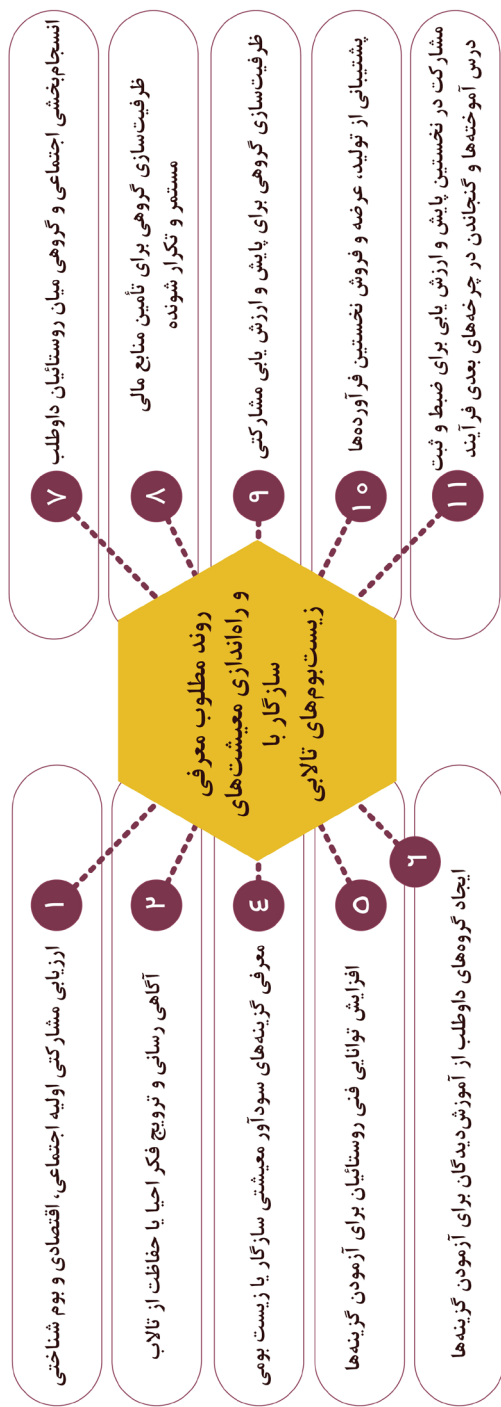 روند مطلوب معرفی
و راه‌اندازی معیشت‌های
سازگار با
زیست‌بوم‌های تالابی
۱
ارزیابی مشارکتی اولیه اجتماعی، اقتصادی و بوم شناختی
۲
آگاهی رسانی و ترویج فکر احیا یا حفاظت از تالاب
٤
معرفی گزینه‌های سودآور معیشتی سازگار با زیست بومی
۵
افزایش توانایی فنی روستائیان برای آزمودن گزینه‌ها
۶
ایجاد گروه‌های داوطلب از آموزش‌دیدگان برای آزمودن گزینه‌ها
۷
انسجام‌بخشی اجتماعی و گروهی میان روستائیان داوطلب
۸
ظرفیت‌سازی گروهی برای تأمین منابع مالی
مستمر و تکرار شونده
۹
ظرفیت‌سازی گروهی برای پایش و ارزش یابی مشارکتی
۱۰
پشتیبانی از تولید، عرضه و فروش نخستین فرآورده‌ها
۱۱
مشارکت در نخستین پایش و ارزش یابی برای ضبط و ثبت
درس آموخته‌ها و گنجاندن در چرخه‌های بعدی فرآیند